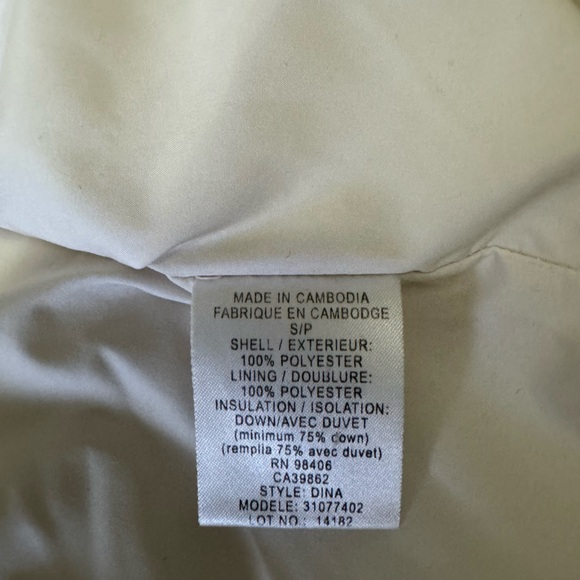 MADE IN CAMBODIA
FABRIQUE EN CAMBODGE
S/P
SHELL / EXTERIEUR:
100% POLYESTER
LINING / DOUBLURE:
100% POLYESTER
INSULATION / ISOLATION:
DOWN/AVEC DUVET
(minimum 75% down)
(remplia 75% avec duvet)
RN 98406
CA39862
STYLE: DINA
MODELE: 31077402
LOT NO.: 14182